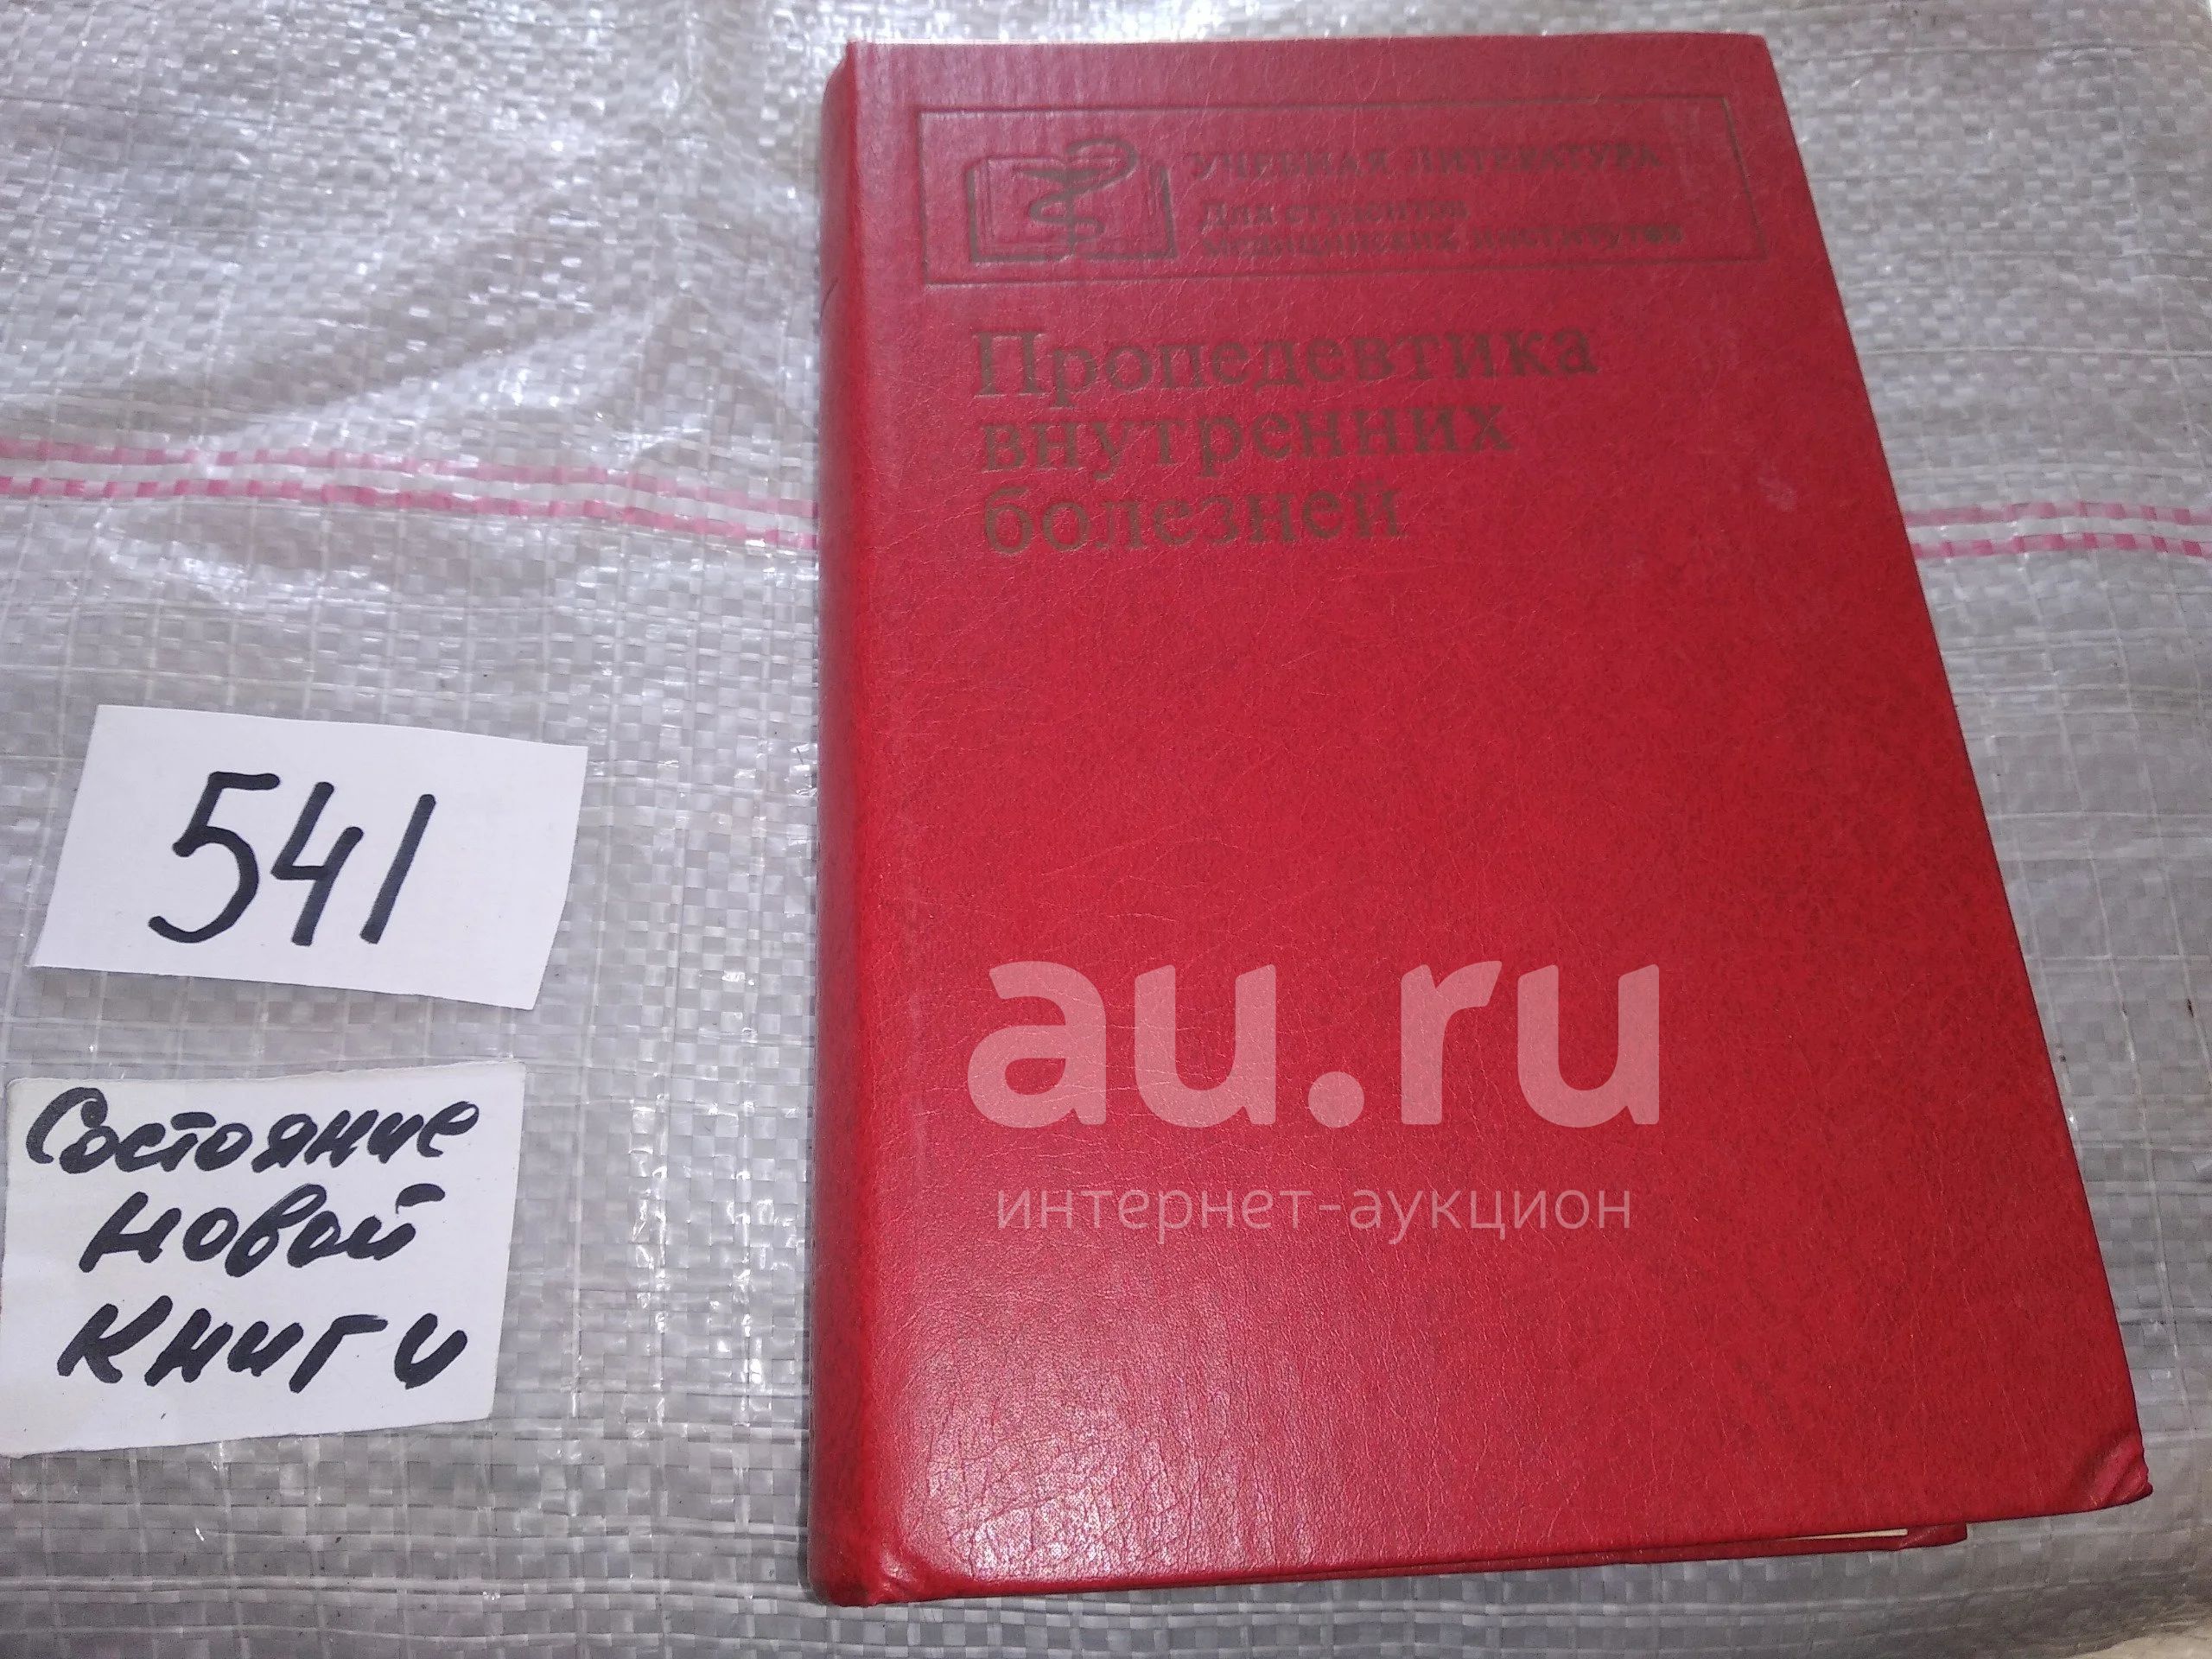 УЧЕБНАЯ ЛИТЕРАТУРА
Для студентов
медицинских институтов
Пропедевтика
внутренних
болезней
541
Состояние
новой
книги
au.ru
интернет-аукцион